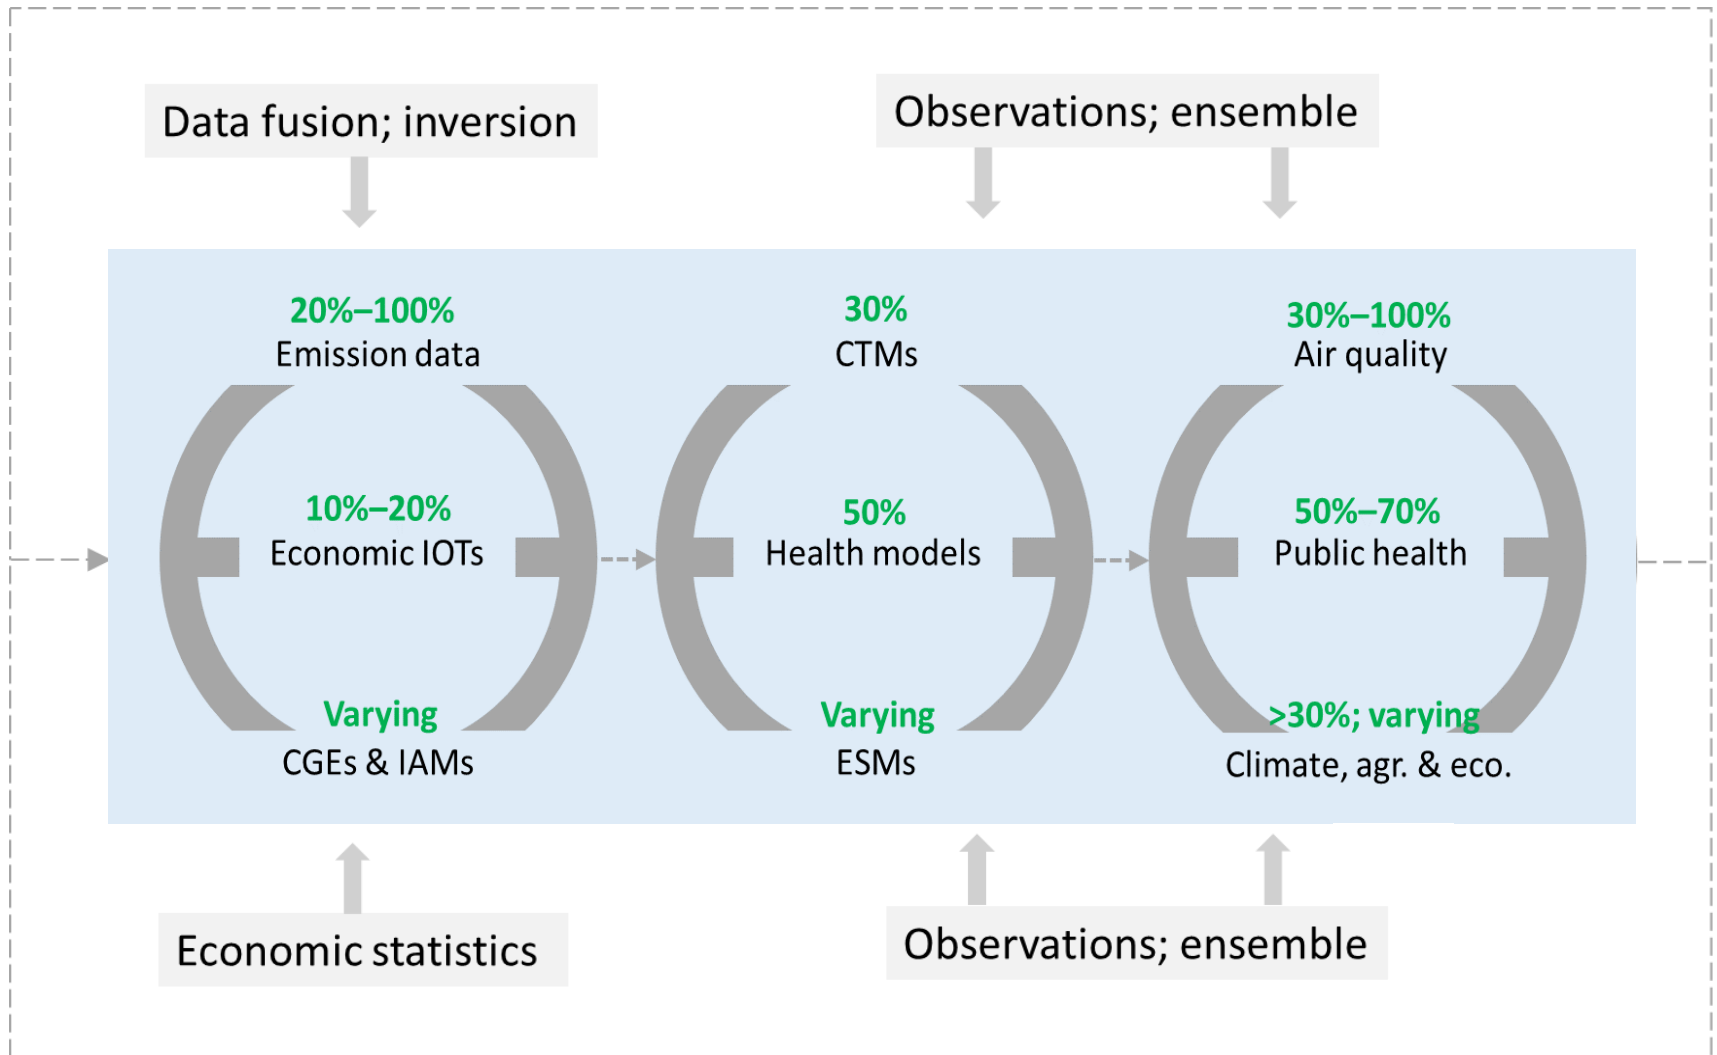 Data fusion; inversion
Observations; ensemble
20%–100%
Emission data
30%
CTMs
30%–100%
Air quality
10%–20%
Economic IOTs
50%
Health models
50%–70%
Public health
Varying
CGEs & IAMs
Varying
ESMs
>30%; varying
Climate, agr. & eco.
Economic statistics
Observations; ensemble